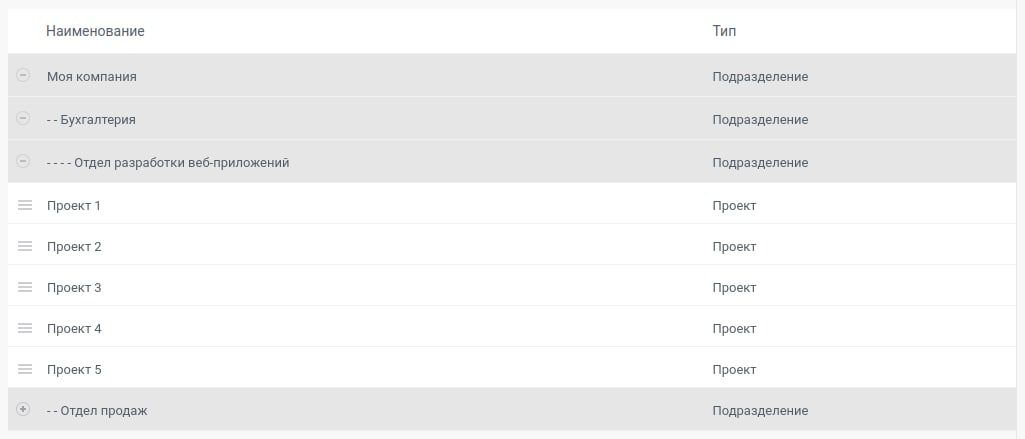 Наименование Тип
Моя компания Подразделение
- - Бухгалтерия Подразделение
- - - - Отдел разработки веб-приложений Подразделение
Проект 1 Проект
Проект 2 Проект
Проект 3 Проект
Проект 4 Проект
Проект 5 Проект
- - Отдел продаж Подразделение